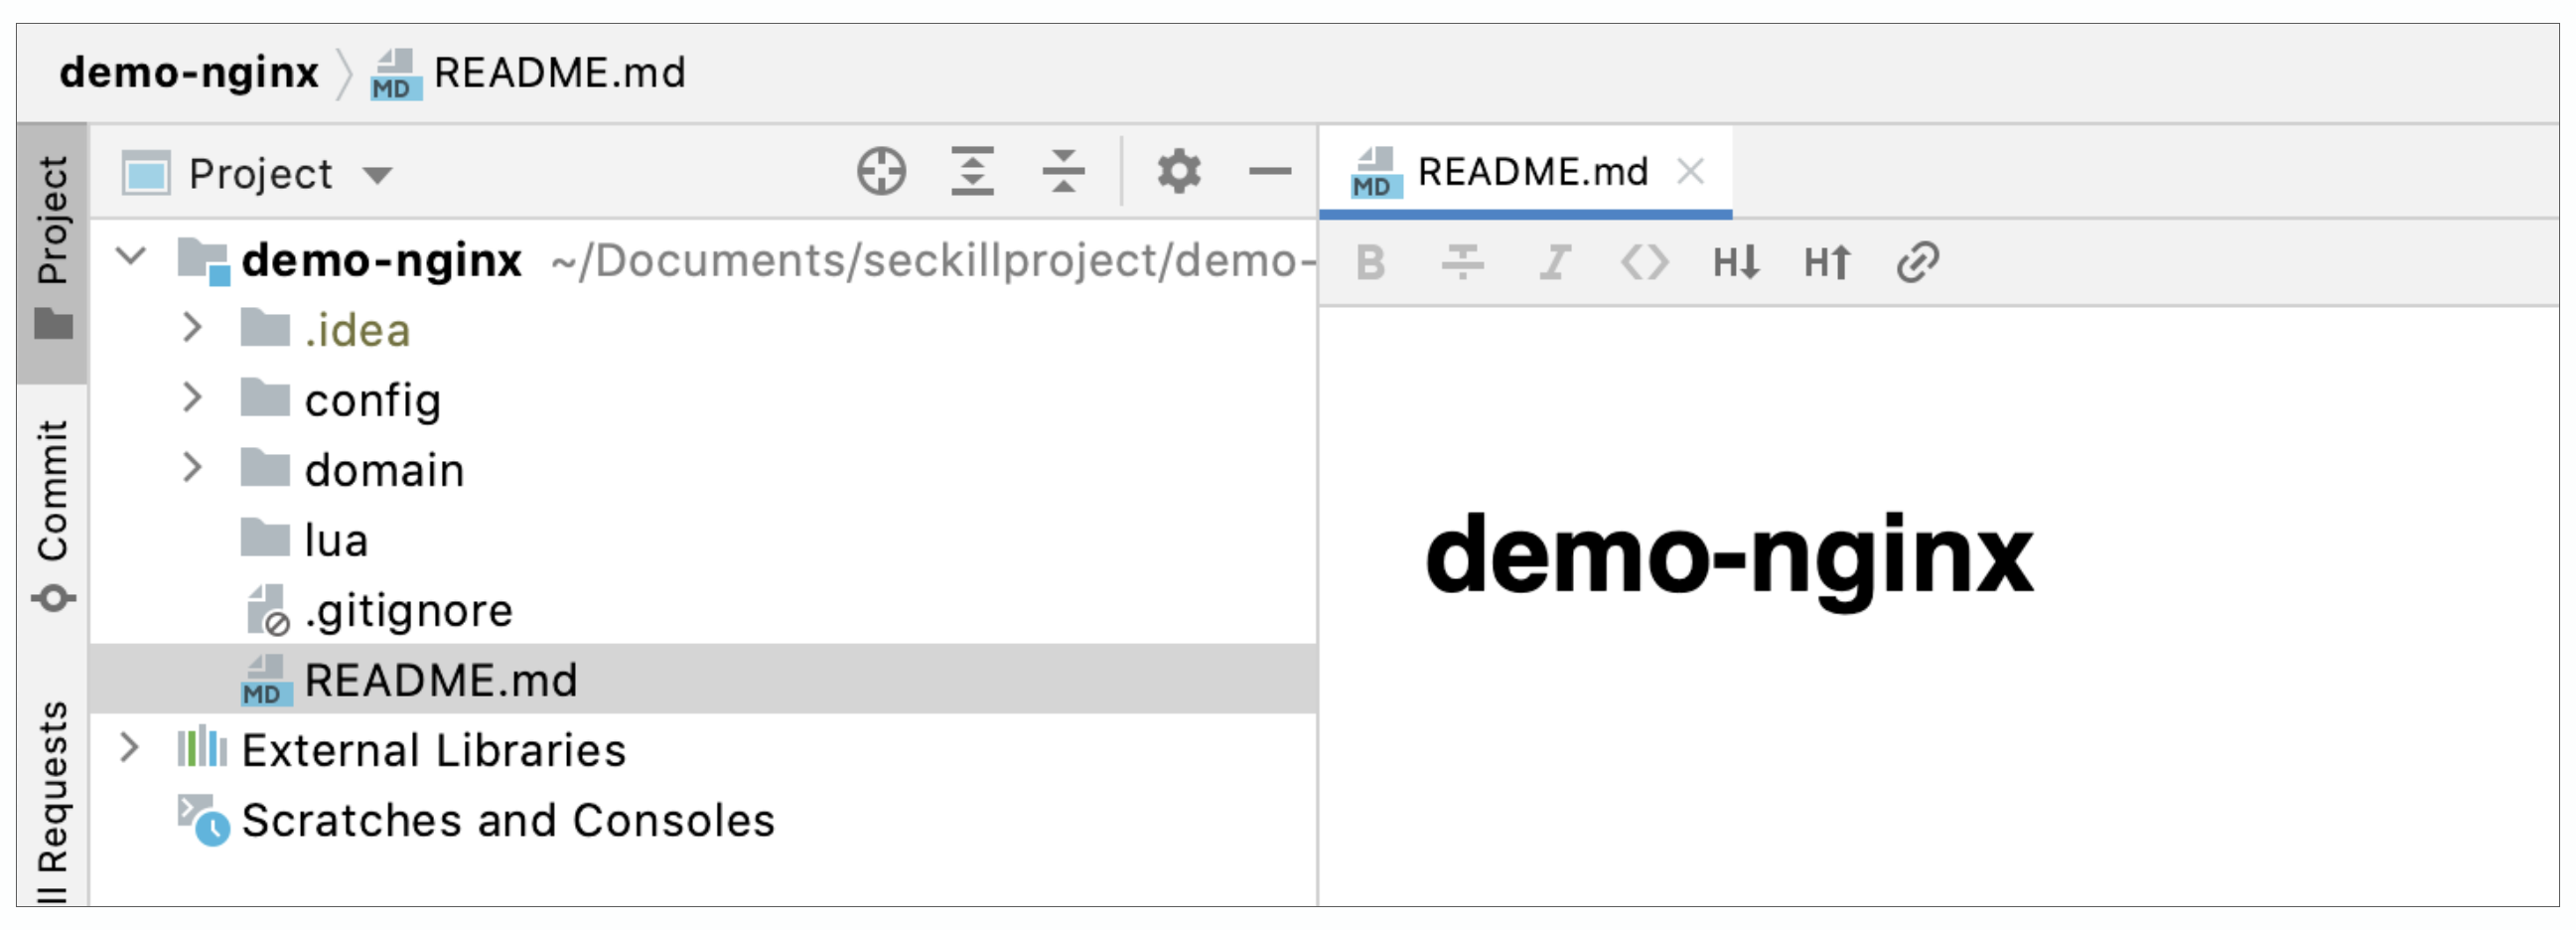 demo-nginx README.md
Project
Commit
ll Requests
Project
demo-nginx ~/Documents/seckillproject/demo-
.idea
config
domain
lua
.gitignore
MD README.md
External Libraries
Scratches and Consoles
MD README.md
B T I <> H↓ H↑
demo-nginx